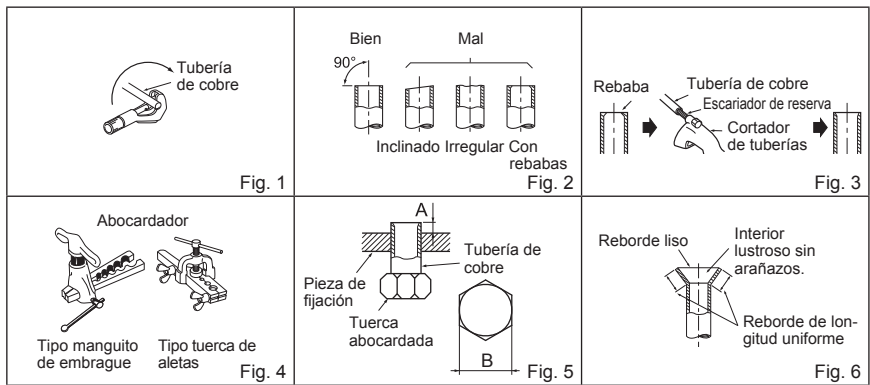 Tubería
de cobre
Fig. 1
Bien
Mal
90°
Inclinado Irregular Con
rebabas
Fig. 2
Rebaba
Tubería de cobre
Escariador de reserva
Cortador
de tuberías
Fig. 3
Abocardador
Tipo manguito
de embrague
Tipo tuerca de
aletas
Fig. 4
A
Tubería de
cobre
Pieza de
fijación
Tuerca
abocardada
B
Fig. 5
Reborde liso
Interior
lustroso sin
arañazos.
Reborde de lon-
gitud uniforme
Fig. 6